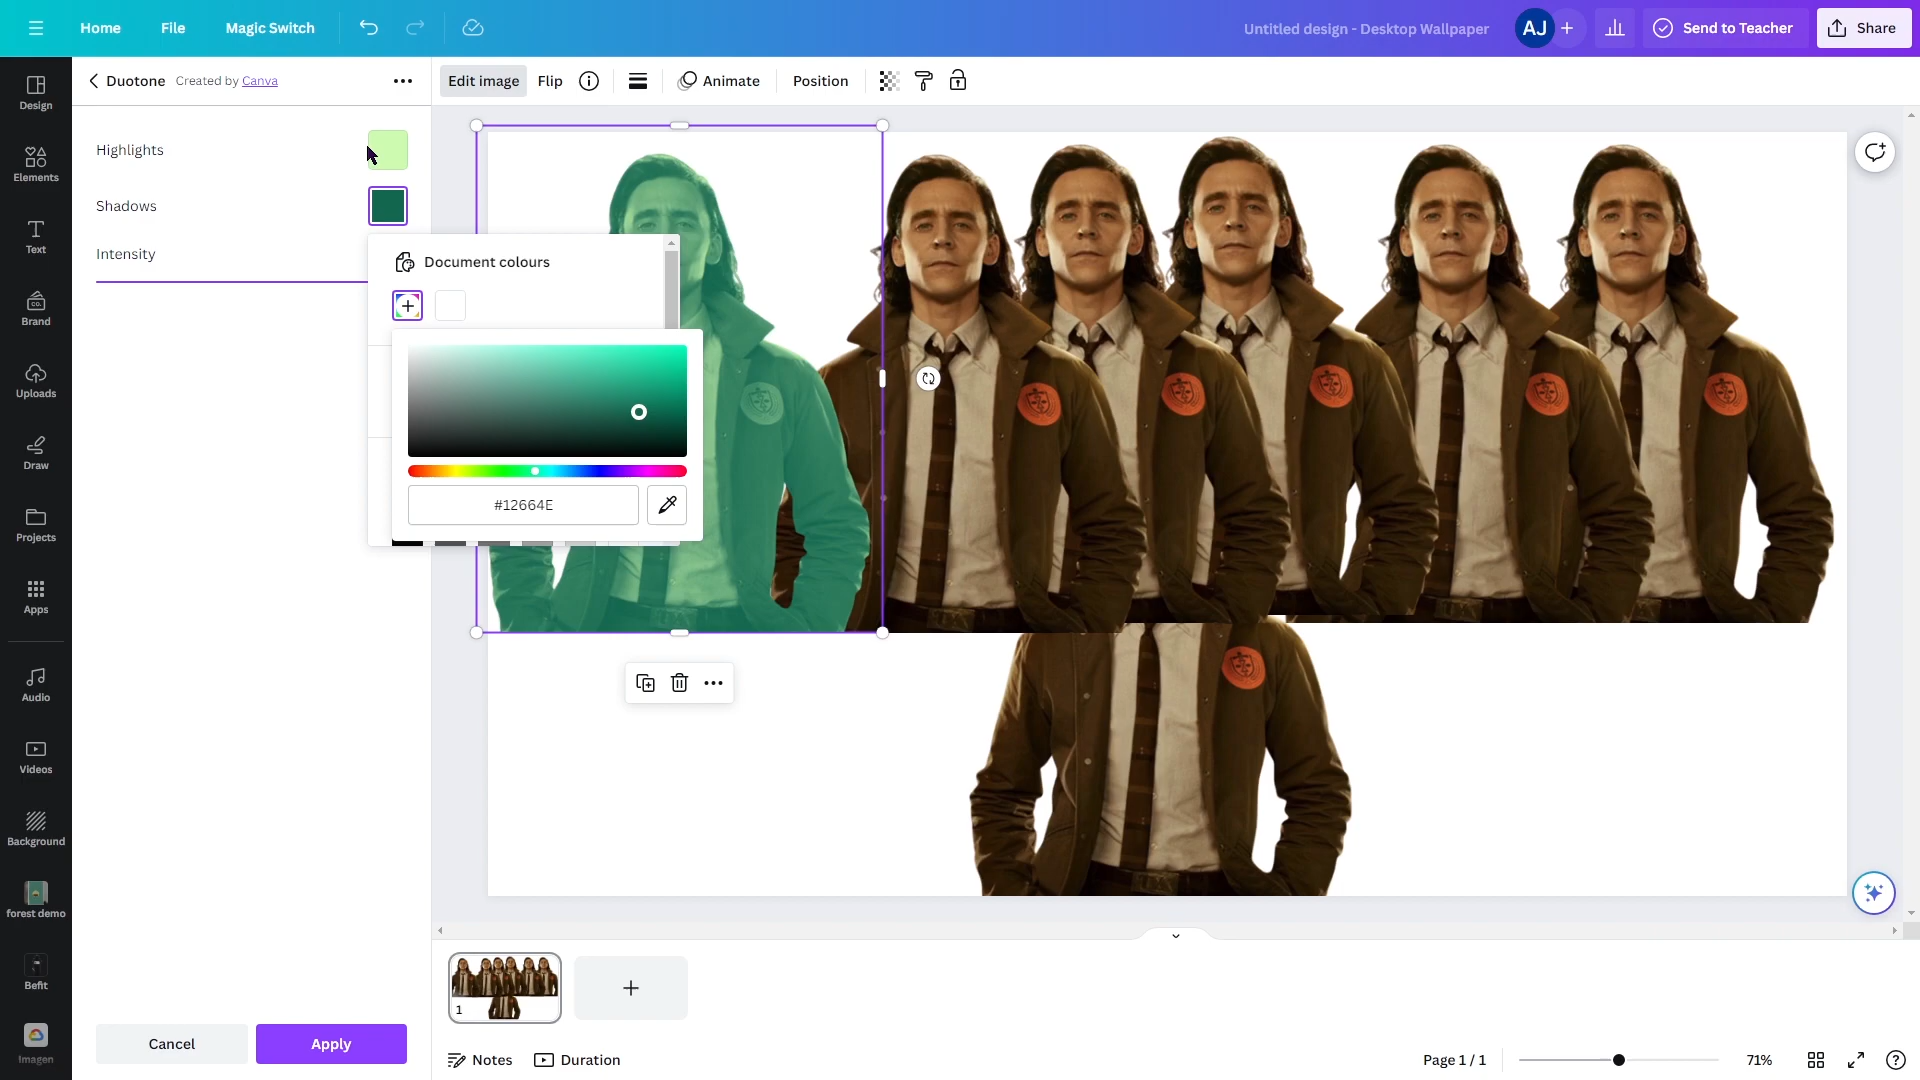 Home File Magic Switch
Untitled design - Desktop Wallpaper
AJ
Send to Teacher
Share
Duotone Created by Canva
Edit image Flip Animate Position
Design
Elements
Text
CO.
Brand
Uploads
Draw
Projects
Apps
Audio
Videos
Background
forest demo
Befit
Imagen
Highlights
Shadows
Intensity
Document colours
#12664E
Cancel Apply
1
Notes Duration
Page 1 / 1
71%